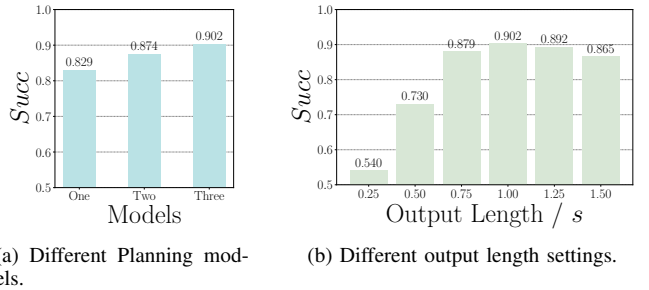 1.0
0.9
0.8
0.7
0.6
0.5
Succ
0.829
0.874
0.902
One Two Three
Models
(a) Different Planning mod-
els.
1.0
0.9
0.8
0.7
0.6
0.5
Succ
0.540
0.730
0.879
0.902
0.892
0.865
0.25 0.50 0.75 1.00 1.25 1.50
Output Length / s
(b) Different output length settings.